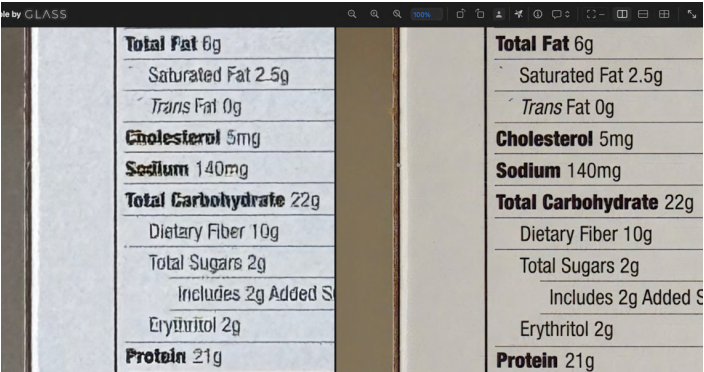 by GLASS
100%
Total Fat 6g
Saturated Fat 2.5g
Trans Fat 0g
Cholesterol 5mg
Sodium 140mg
Total Carbohydrate 22g
Dietary Fiber 10g
Total Sugars 2g
Includes 2g Added
Erythritol 2g
Protein 21g
Total Fat 6g
Saturated Fat 2.5g
Trans Fat 0g
Cholesterol 5mg
Sodium 140mg
Total Carbohydrate 22g
Dietary Fiber 10g
Total Sugars 2g
Includes 2g Added
Erythritol 2g
Protein 21g